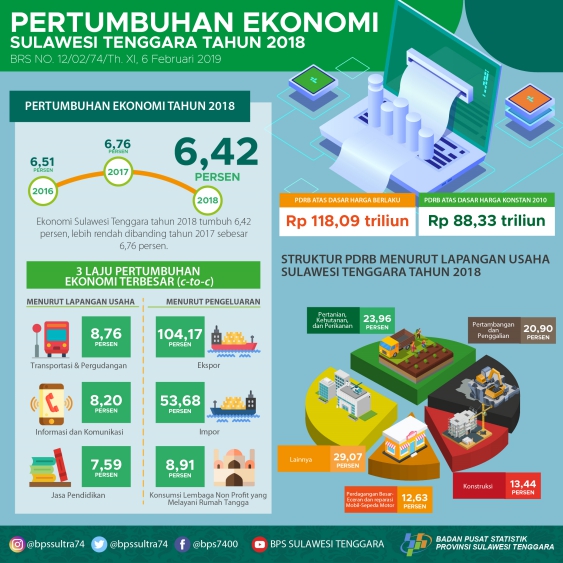 PERTUMBUHAN EKONOMI
SULAWESI TENGGARA TAHUN 2018
BRS NO. 12/02/74/Th. XI, 6 Februari 2019
PERTUMBUHAN EKONOMI TAHUN 2018
6,51
PERSEN
2016
6,76
PERSEN
2017
6,42
PERSEN
2018
Ekonomi Sulawesi Tenggara tahun 2018 tumbuh 6,42
persen, lebih rendah dibanding tahun 2017 sebesar
6,76 persen.
3 LAJU PERTUMBUHAN
EKONOMI TERBESAR (c-to-c)
MENURUT LAPANGAN USAHA
8,76
PERSEN
Transportasi & Pergudangan
8,20
PERSEN
Informasi dan Komunikasi
7,59
PERSEN
Jasa Pendidikan
MENURUT PENGELUARAN
104,17
PERSEN
Ekspor
53,68
PERSEN
Impor
8,91
PERSEN
Konsumsi Lembaga Non Profit yang
Melayani Rumah Tangga
PDRB ATAS DASAR HARGA BERLAKU
Rp 118,09 triliun
PDRB ATAS DASAR HARGA KONSTAN 2010
Rp 88,33 triliun
STRUKTUR PDRB MENURUT LAPANGAN USAHA
SULAWESI TENGGARA TAHUN 2018
Pertanian,
Kehutanan,
dan Perikanan
23,96
PERSEN
Pertambangan
dan
Penggalian
20,90
PERSEN
Lainnya
29,07
PERSEN
Perdagangan Besar-
Eceran dan reparasi
Mobil-Sepeda Motor
12,63
PERSEN
Konstruksi
13,44
PERSEN
@bpssultra74
@bpssultra74
@bps7400
BPS SULAWESI TENGGARA
BADAN PUSAT STATISTIK
PROVINSI SULAWESI TENGGARA